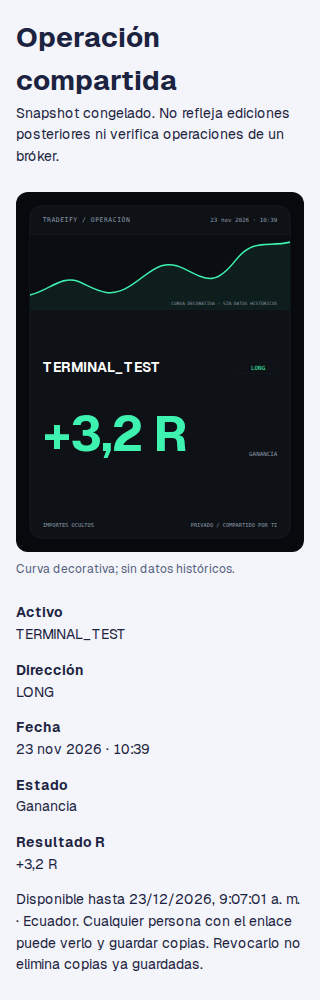 Operación
compartida
Snapshot congelado. No refleja ediciones
posteriores ni verifica operaciones de un
bróker.
TRADEIFY / OPERACIÓN
23 nov 2026 · 10:39
CURVA DECORATIVA · SIN DATOS HISTÓRICOS
TERMINAL_TEST
LONG
+3,2 R
GANANCIA
IMPORTES OCULTOS
PRIVADO / COMPARTIDO POR TI
Curva decorativa; sin datos históricos.
Activo
TERMINAL_TEST
Dirección
LONG
Fecha
23 nov 2026 · 10:39
Estado
Ganancia
Resultado R
+3,2 R
Disponible hasta 23/12/2026, 9:07:01 a. m.
· Ecuador. Cualquier persona con el enlace
puede verlo y guardar copias. Revocarlo no
elimina copias ya guardadas.